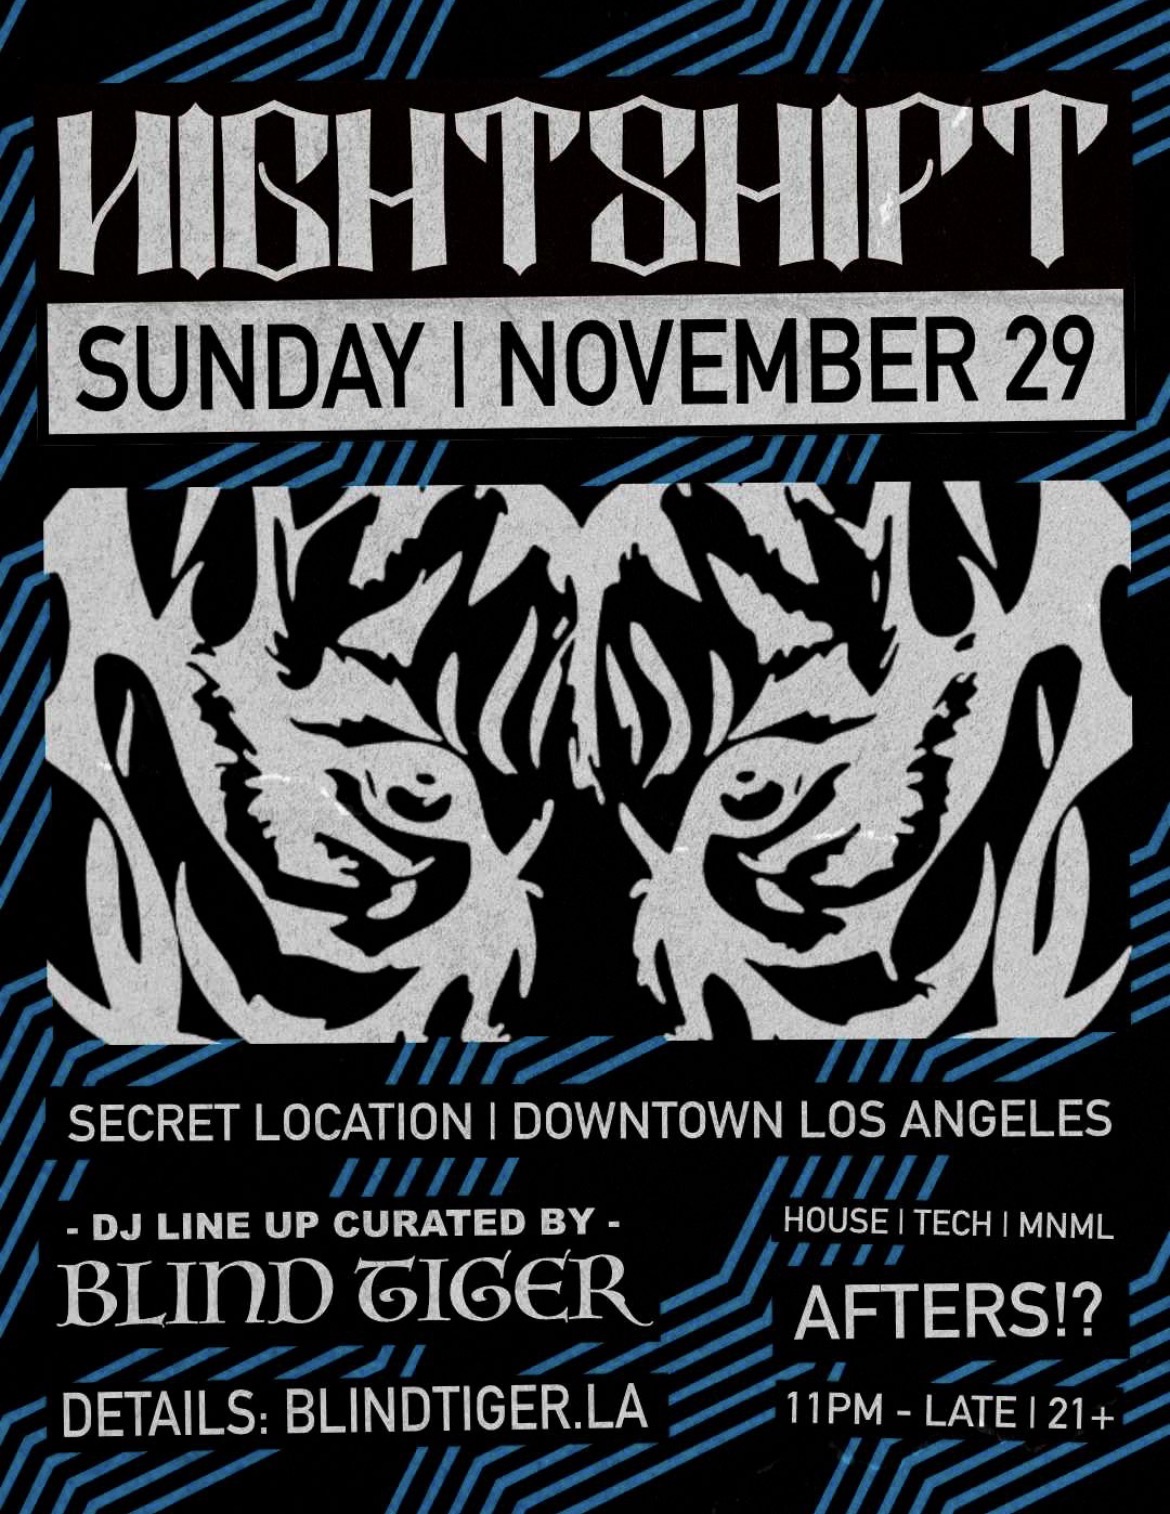 NIGHTSHIFT
SUNDAY | NOVEMBER 29
SECRET LOCATION | DOWNTOWN LOS ANGELES
- DJ LINE UP CURATED BY -
BLIND TIGER
HOUSE | TECH | MNML
AFTERS!?
DETAILS: BLINDTIGER.LA
11PM - LATE | 21+